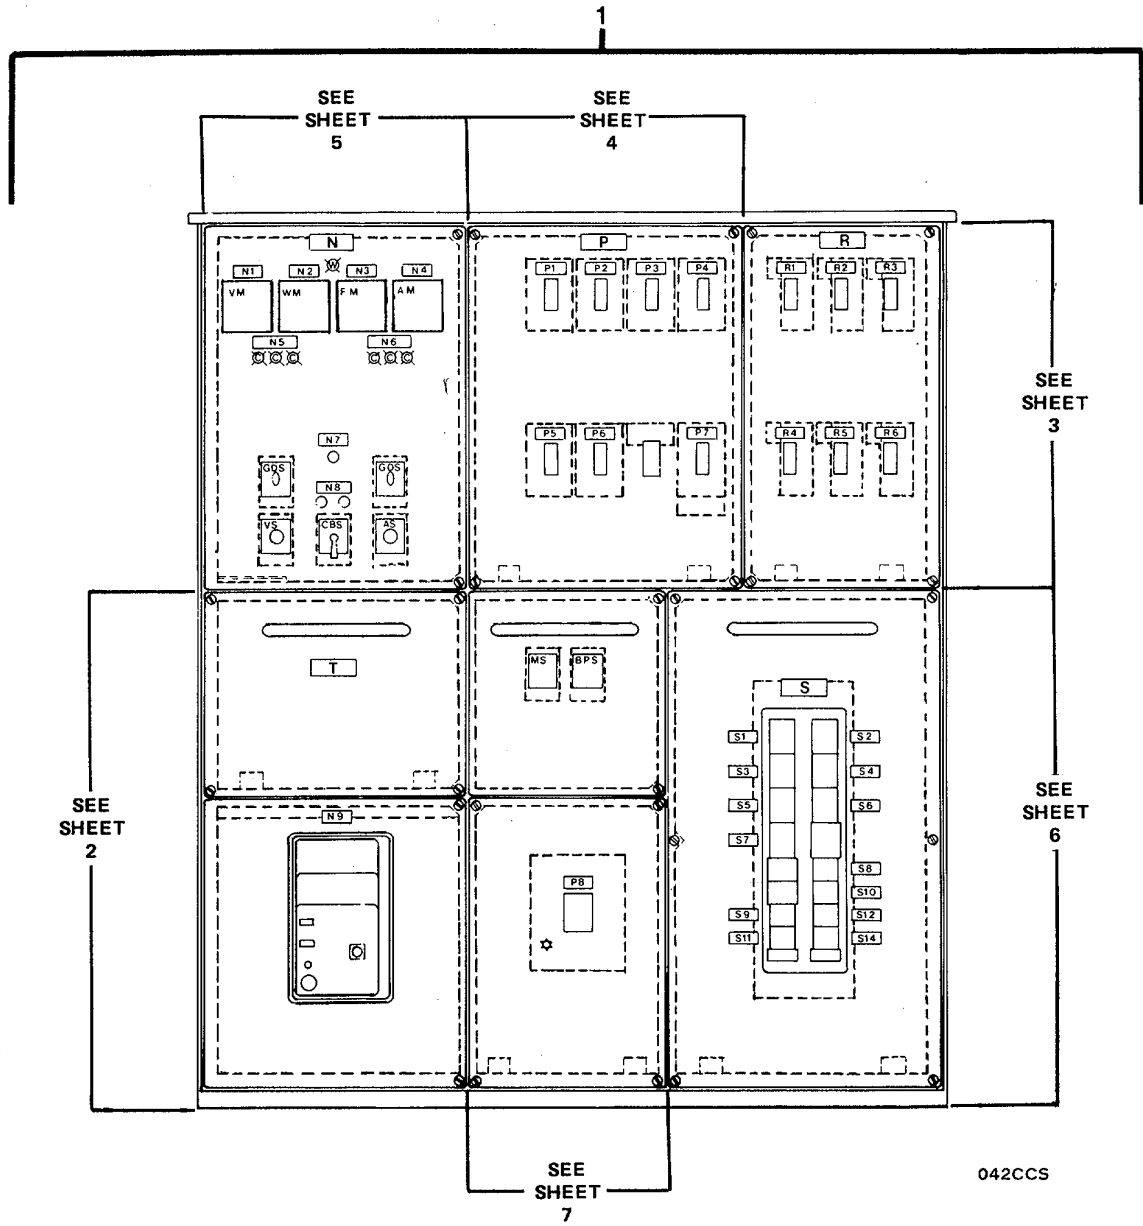 1
SEE
SHEET
5
SEE
SHEET
4
N
P
R
N1
N2
W
N3
N4
P1
P2
P3
P4
R1
R2
R3
VM
WM
FM
AM
N5
N6
C C C
C C C
SEE
SHEET
3
N7
P5
P6
P7
R4
R5
R6
GOS
GOS
N8
VS
CBS
AS
T
MS
BPS
S
S1
S2
S3
S4
S5
S6
S7
S8
S10
S9
S12
S11
S14
SEE
SHEET
2
SEE
SHEET
6
N9
P8
SEE
SHEET
7
042CCS